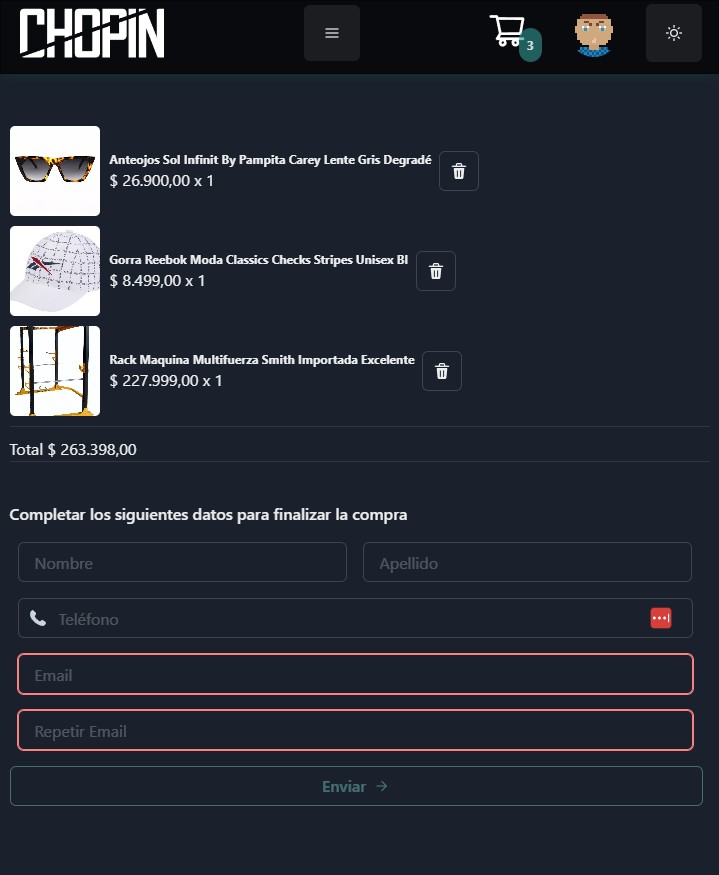 CHOPIN
3
Anteojos Sol Infinit By Pampita Carey Lente Gris Degradé
$ 26.900,00 x 1
Gorra Reebok Moda Classics Checks Stripes Unisex Bl
$ 8.499,00 x 1
Rack Maquina Multifuerza Smith Importada Excelente
$ 227.999,00 x 1
Total $ 263.398,00
Completar los siguientes datos para finalizar la compra
Nombre
Apellido
Teléfono
Email
Repetir Email
Enviar →